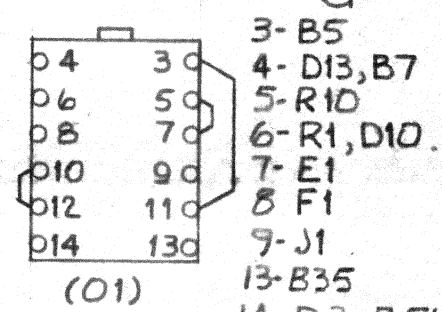 3- B5
4 3 4- D13, B7
6 5 5- R10
8 7 6- R1, D10.
10 9 7- E1
12 11 8 F1
14 13 9- J1
(01) 13- B35